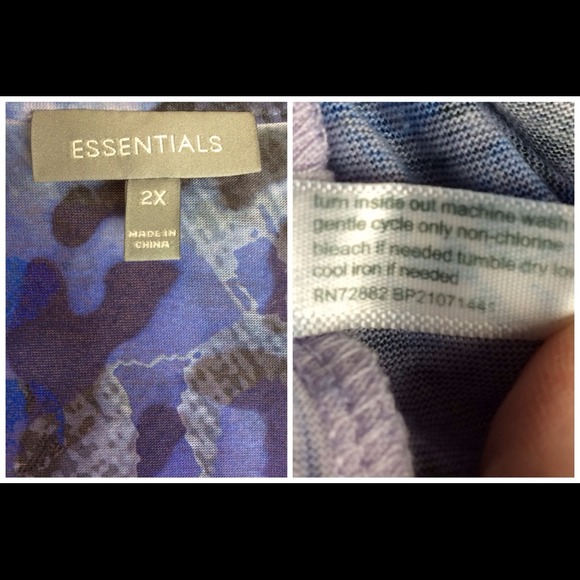 ESSENTIALS
2X
MADE IN
CHINA
turn inside out machine wash
gentle cycle only non-chlorine
bleach if needed tumble dry low
cool iron if needed
RN72882